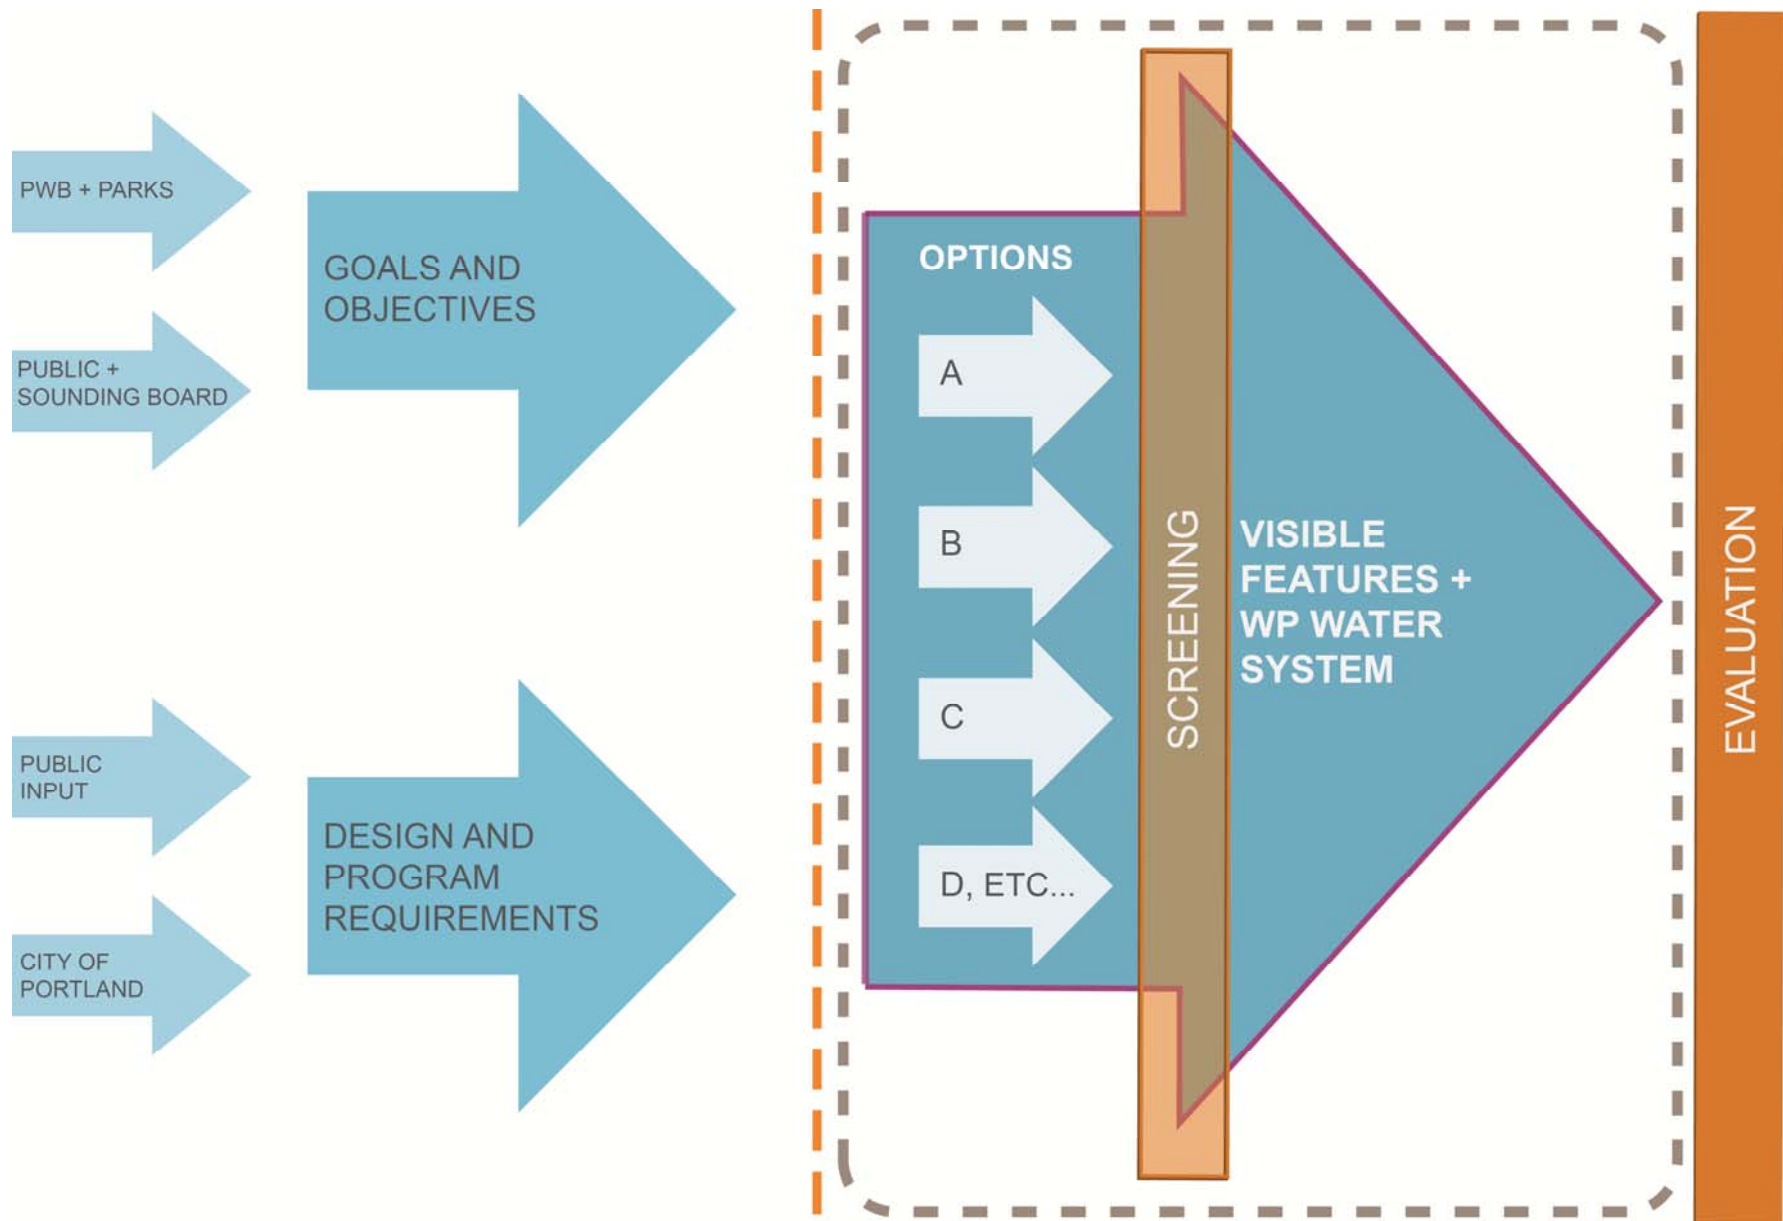 PWB + PARKS
PUBLIC +
SOUNDING BOARD
GOALS AND
OBJECTIVES
PUBLIC
INPUT
CITY OF
PORTLAND
DESIGN AND
PROGRAM
REQUIREMENTS
OPTIONS
A
B
C
D, ETC...
SCREENING
VISIBLE
FEATURES +
WP WATER
SYSTEM
EVALUATION